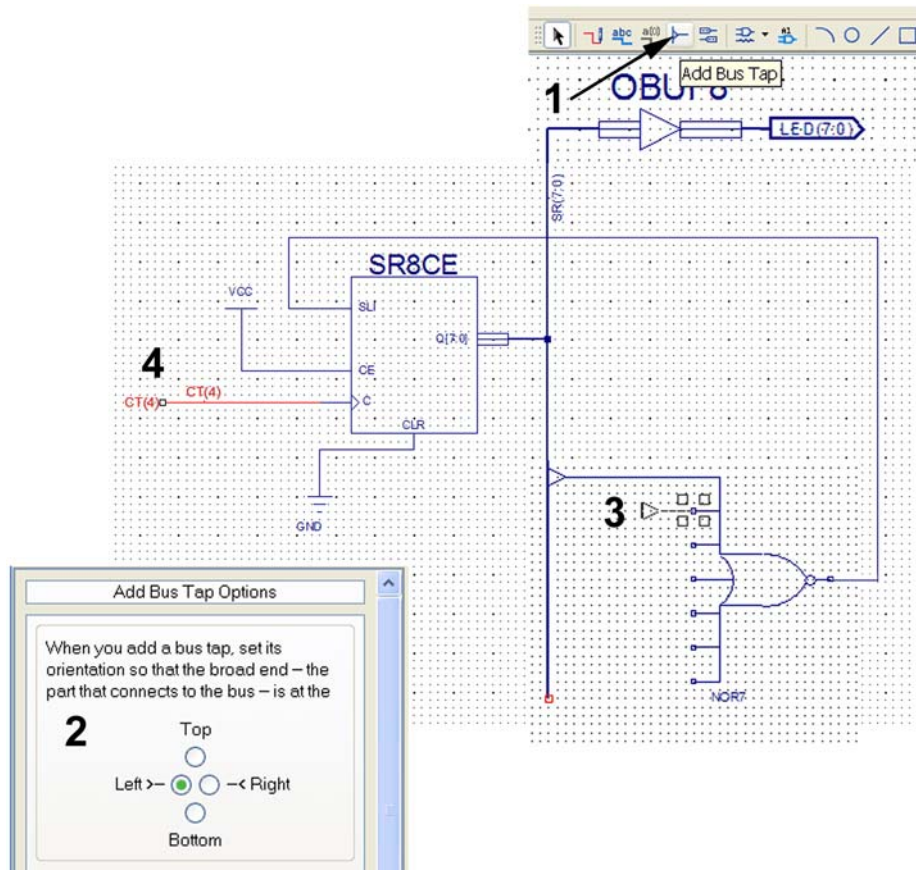 abc
a(0)
A1
Add Bus Tap
1
OBUF8
LED(7:0)
SR(7:0)
SR8CE
VCC
SLI
Q[7:0]
CE
4
CT(4)
CT(4)
C
CLR
GND
3
NOR7
Add Bus Tap Options
When you add a bus tap, set its
orientation so that the broad end – the
part that connects to the bus – is at the
2
Top
Left >– –< Right
Bottom